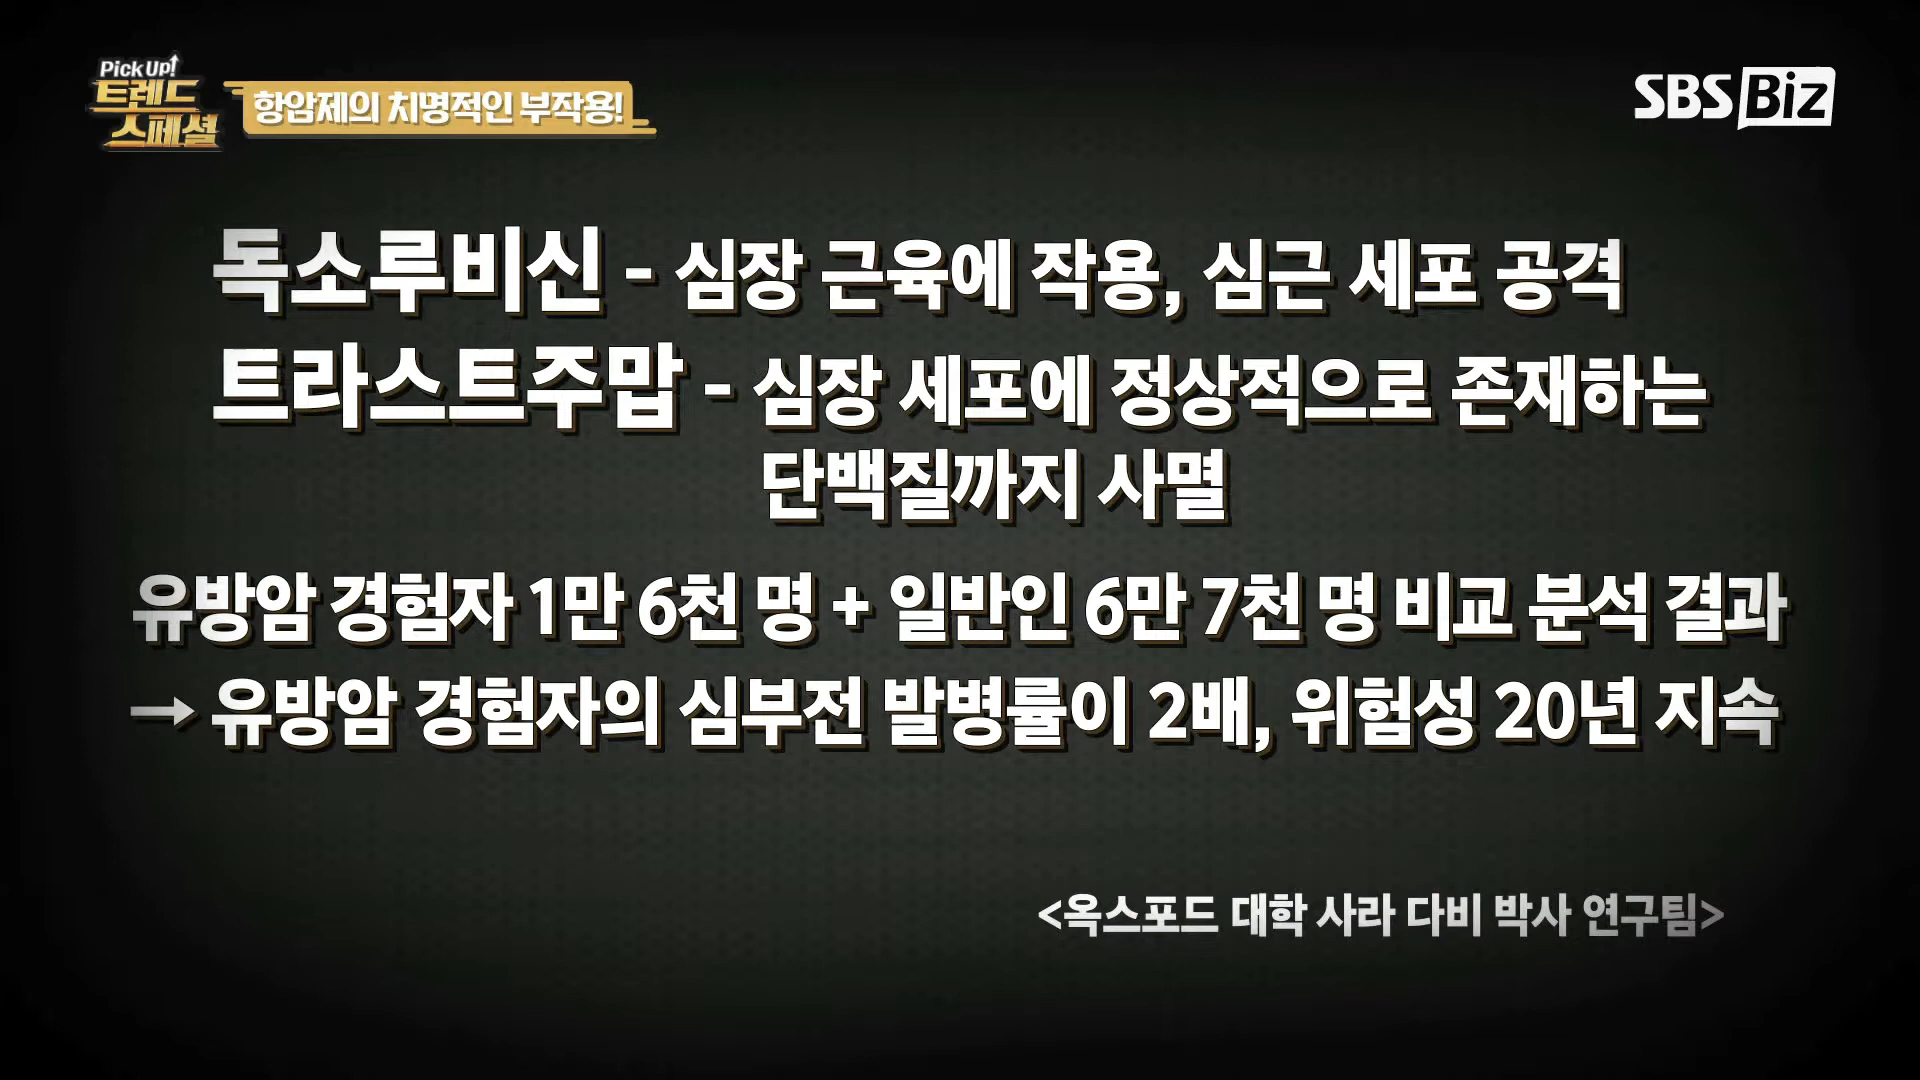 Pick Up!
트렌드
스페셜
항암제의 치명적인 부작용!
SBS Biz
독소루비신 - 심장 근육에 작용, 심근 세포 공격
트라스트주맙 - 심장 세포에 정상적으로 존재하는
단백질까지 사멸
유방암 경험자 1만 6천 명 + 일반인 6만 7천 명 비교 분석 결과
→ 유방암 경험자의 심부전 발병률이 2배, 위험성 20년 지속
<옥스포드 대학 사라 다비 박사 연구팀>